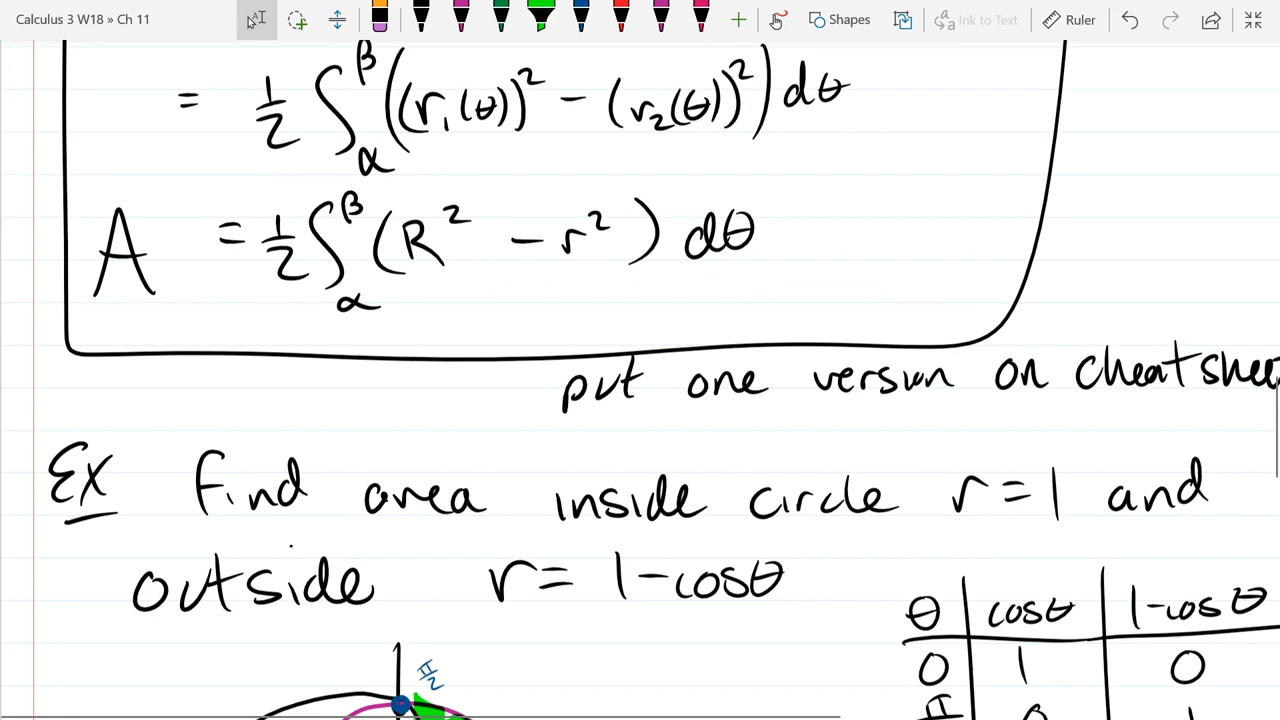 Calculus 3 W18 » Ch 11
Shapes
Ink to Text
Ruler
= 1/2 ∫_α^β ((r₁(θ))² − (r₂(θ))²) dθ
A = 1/2 ∫_α^β (R² − r²) dθ
put one version on
Ex Find area inside circle r = 1 and
outside r = 1 − cosθ
θ | cosθ | 1 − cosθ
0 | 1 | 0
π/2